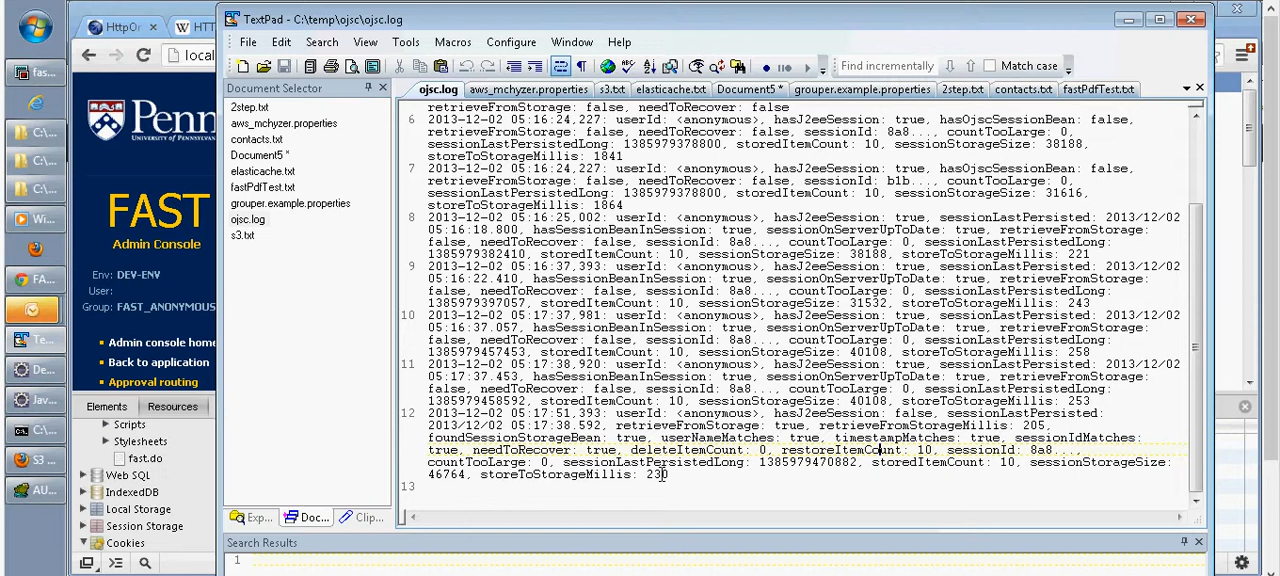 TextPad - C:\temp\ojsc\ojsc.log
HttpOr
HTT
local
File Edit Search View Tools Macros Configure Window Help
Find incrementally
Match case
Document Selector
ojsc.log
aws_mchyzer.properties
s3.txt
elasticache.txt
Document5 *
grouper.example.properties
2step.txt
contacts.txt
fastPdfTest.txt
2step.txt
aws_mchyzer.properties
contacts.txt
Document5 *
elasticache.txt
fastPdfTest.txt
grouper.example.properties
ojsc.log
s3.txt
retrieveFromStorage: false, needToRecover: false
6 2013-12-02 05:16:24,227: userId: <anonymous>, hasJ2eeSession: true, hasOjscSessionBean: false,
retrieveFromStorage: false, needToRecover: false, sessionId: 8a8..., countTooLarge: 0,
sessionLastPersistedLong: 1385979378800, storedItemCount: 10, sessionStorageSize: 38188,
storeToStorageMillis: 1841
7 2013-12-02 05:16:24,227: userId: <anonymous>, hasJ2eeSession: true, hasOjscSessionBean: false,
retrieveFromStorage: false, needToRecover: false, sessionId: b1b..., countTooLarge: 0,
sessionLastPersistedLong: 1385979378800, storedItemCount: 10, sessionStorageSize: 31616,
storeToStorageMillis: 1864
8 2013-12-02 05:16:25,002: userId: <anonymous>, hasJ2eeSession: true, sessionLastPersisted: 2013/12/02
05:16:18.800, hasSessionBeanInSession: true, sessionOnServerUpToDate: true, retrieveFromStorage:
false, needToRecover: false, sessionId: 8a8..., countTooLarge: 0, sessionLastPersistedLong:
1385979382410, storedItemCount: 10, sessionStorageSize: 38188, storeToStorageMillis: 221
9 2013-12-02 05:16:37,393: userId: <anonymous>, hasJ2eeSession: true, sessionLastPersisted: 2013/12/02
05:16:22.410, hasSessionBeanInSession: true, sessionOnServerUpToDate: true, retrieveFromStorage:
false, needToRecover: false, sessionId: 8a8..., countTooLarge: 0, sessionLastPersistedLong:
1385979397057, storedItemCount: 10, sessionStorageSize: 31532, storeToStorageMillis: 243
10 2013-12-02 05:17:37,981: userId: <anonymous>, hasJ2eeSession: true, sessionLastPersisted: 2013/12/02
05:16:37.057, hasSessionBeanInSession: true, sessionOnServerUpToDate: true, retrieveFromStorage:
false, needToRecover: false, sessionId: 8a8..., countTooLarge: 0, sessionLastPersistedLong:
1385979457453, storedItemCount: 10, sessionStorageSize: 40108, storeToStorageMillis: 258
11 2013-12-02 05:17:38,920: userId: <anonymous>, hasJ2eeSession: true, sessionLastPersisted: 2013/12/02
05:17:37.453, hasSessionBeanInSession: true, sessionOnServerUpToDate: true, retrieveFromStorage:
false, needToRecover: false, sessionId: 8a8..., countTooLarge: 0, sessionLastPersistedLong:
1385979458592, storedItemCount: 10, sessionStorageSize: 40108, storeToStorageMillis: 253
12 2013-12-02 05:17:51,393: userId: <anonymous>, hasJ2eeSession: false, sessionLastPersisted:
2013/12/02 05:17:38.592, retrieveFromStorage: true, retrieveFromStorageMillis: 205,
foundSessionStorageBean: true, userNameMatches: true, timestampMatches: true, sessionIdMatches:
true, needToRecover: true, deleteItemCount: 0, restoreItemCount: 10, sessionId: 8a8...,
countTooLarge: 0, sessionLastPersistedLong: 1385979470882, storedItemCount: 10, sessionStorageSize:
46764, storeToStorageMillis: 230
13
Exp...
Doc...
Clip...
Search Results
1
fas...
C:\...
C:\...
C:\...
Wi...
FA...
Te...
De...
Jav...
C:\...
S3 ...
AU...
Penn
FAST
Admin Console
Env: DEV-ENV
User:
Group: FAST_ANONYMOUS
Admin console home
Back to application
Approval routing
Elements Resources
Scripts
Stylesheets
fast.do
Web SQL
IndexedDB
Local Storage
Session Storage
Cookies